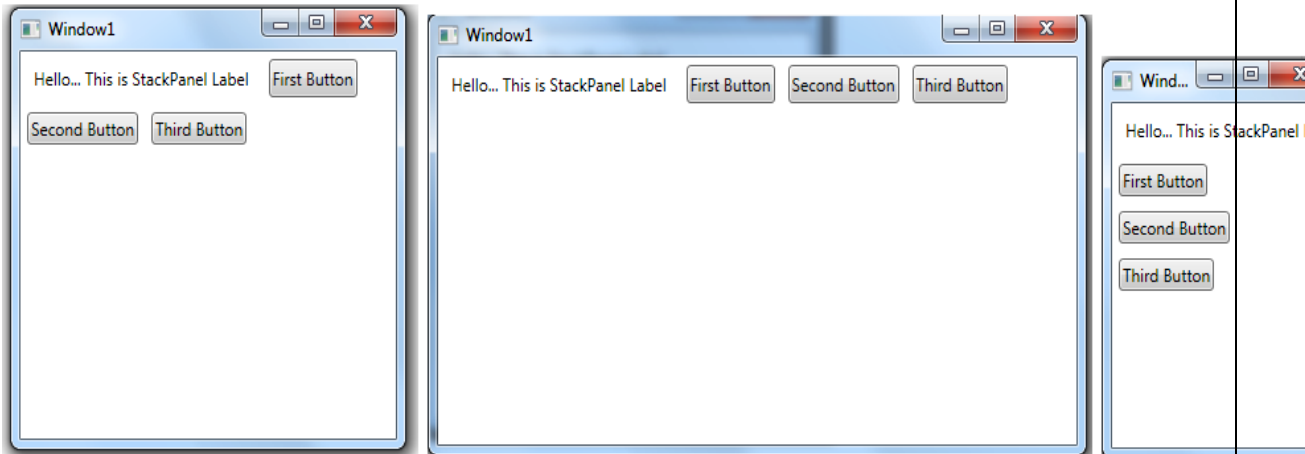 Window1
Hello... This is StackPanel Label First Button
Second Button Third Button
Window1
Hello... This is StackPanel Label First Button Second Button Third Button
Wind...
Hello... This is StackPanel
First Button
Second Button
Third Button